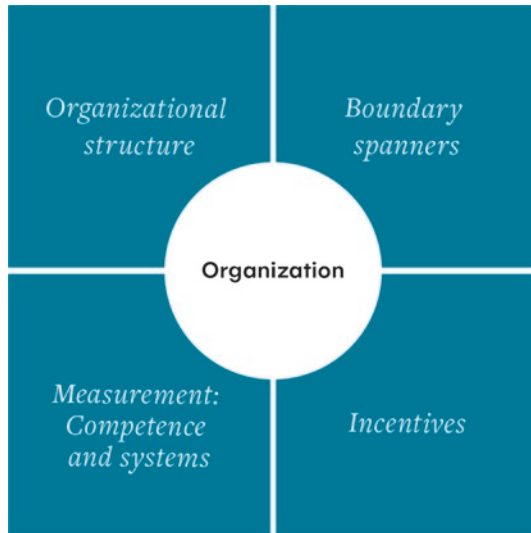 Organizational
structure
Boundary
spanners
Organization
Measurement:
Competence
and systems
Incentives